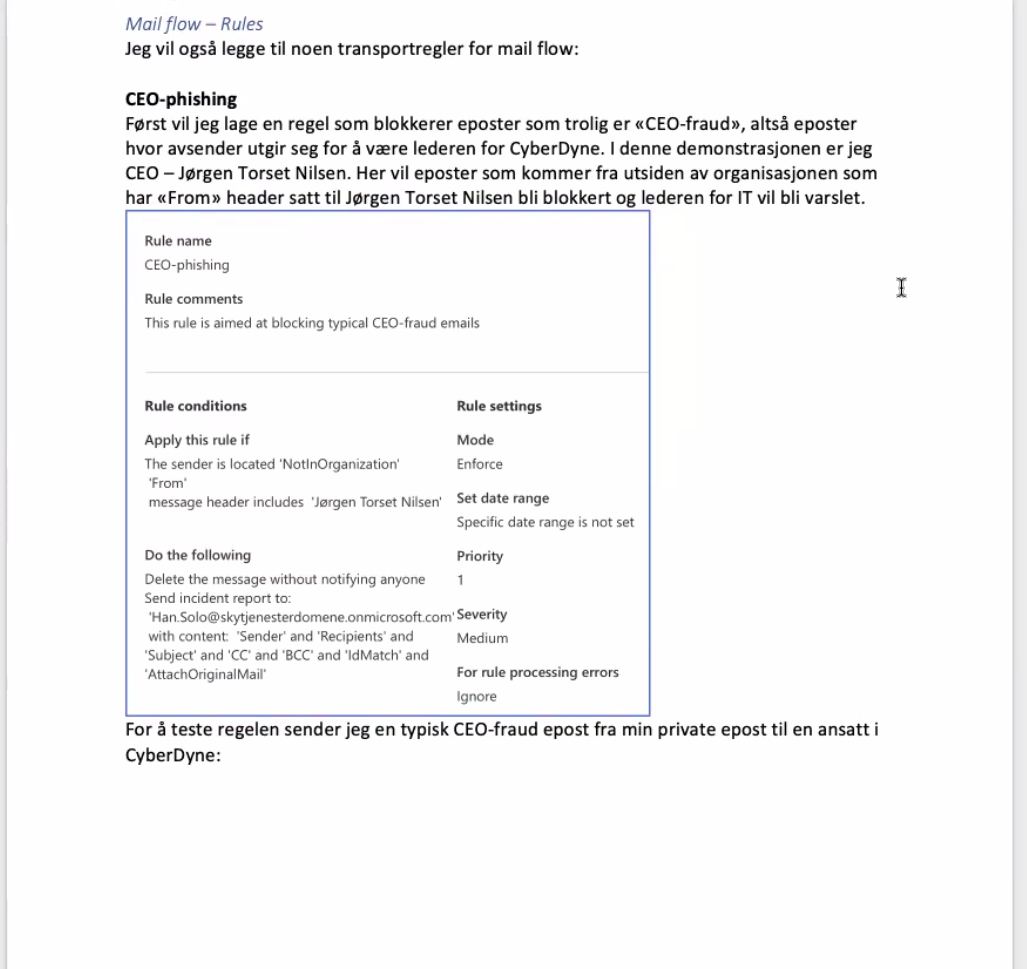 Mail flow – Rules
Jeg vil også legge til noen transportregler for mail flow:
CEO-phishing
Først vil jeg lage en regel som blokkerer eposter som trolig er «CEO-fraud», altså eposter
hvor avsender utgir seg for å være lederen for CyberDyne. I denne demonstrasjonen er jeg
CEO – Jørgen Torset Nilsen. Her vil eposter som kommer fra utsiden av organisasjonen som
har «From» header satt til Jørgen Torset Nilsen bli blokkert og lederen for IT vil bli varslet.
Rule name
CEO-phishing
Rule comments
This rule is aimed at blocking typical CEO-fraud emails
Rule conditions
Apply this rule if
The sender is located 'NotInOrganization'
'From'
message header includes 'Jørgen Torset Nilsen'
Do the following
Delete the message without notifying anyone
Send incident report to:
'Han.Solo@skytjenesterdomene.onmicrosoft.com'
with content: 'Sender' and 'Recipients' and
'Subject' and 'CC' and 'BCC' and 'IdMatch' and
'AttachOriginalMail'
Rule settings
Mode
Enforce
Set date range
Specific date range is not set
Priority
1
Severity
Medium
For rule processing errors
Ignore
For å teste regelen sender jeg en typisk CEO-fraud epost fra min private epost til en ansatt i
CyberDyne: